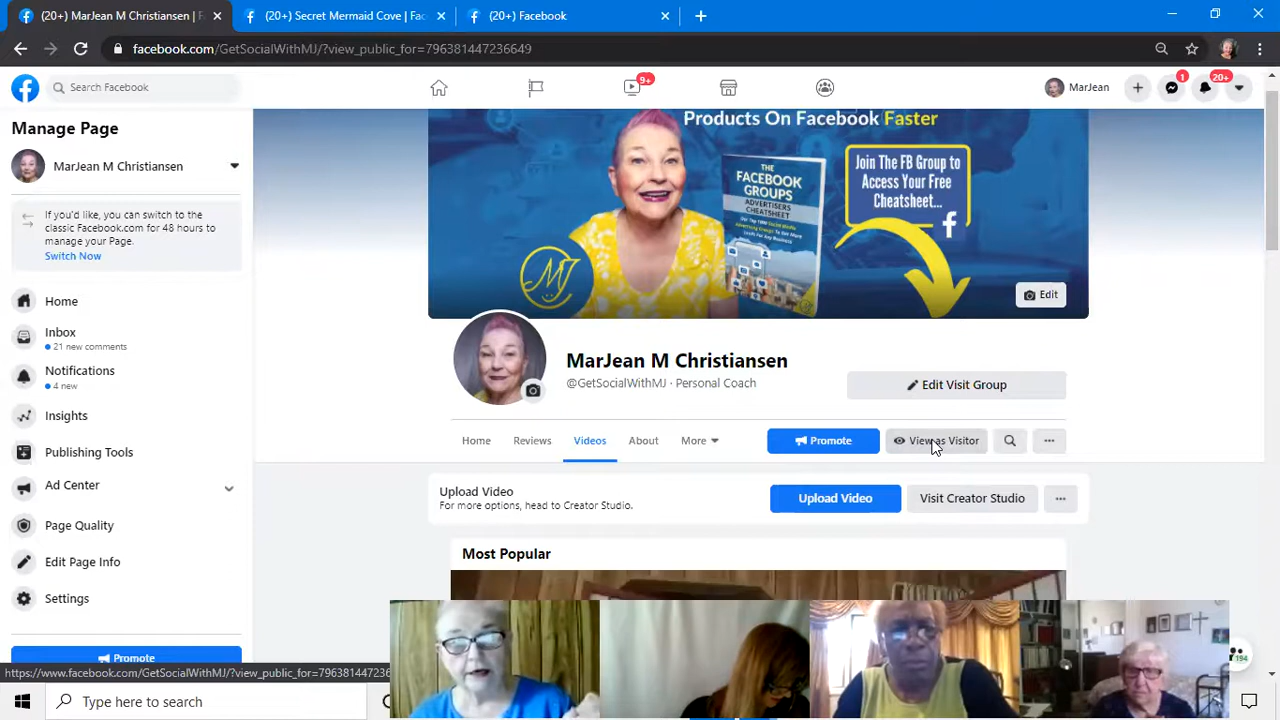 (20+) MarJean M Christiansen |
(20+) Secret Mermaid Cove | Fac
(20+) Facebook
facebook.com/GetSocialWithMJ/?view_public_for=796381447236649
Search Facebook
9+
MarJean
1
20+
Manage Page
MarJean M Christiansen
If you'd like, you can switch to the
Facebook.com for 48 hours to
manage your Page.
Switch Now
Home
Inbox
21 new comments
Notifications
4 new
Insights
Publishing Tools
Ad Center
Page Quality
Edit Page Info
Settings
Promote
Products On Facebook Faster
THE
FACEBOOK
GROUPS
ADVERTISERS
CHEATSHEET
Join The FB Group to
Access Your Free
Cheatsheet...
MJ
Edit
MarJean M Christiansen
@GetSocialWithMJ · Personal Coach
Edit Visit Group
Home
Reviews
Videos
About
More
Promote
View as Visitor
Upload Video
For more options, head to Creator Studio.
Upload Video
Visit Creator Studio
Most Popular
194
https://www.facebook.com/GetSocialWithMJ/?view_public_for=7963814472366
Type here to search